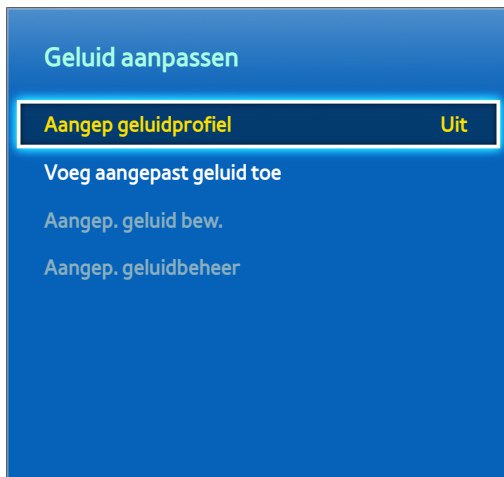 Geluid aanpassen
Aangep geluidprofiel Uit
Voeg aangepast geluid toe
Aangep. geluid bew.
Aangep. geluidbeheer